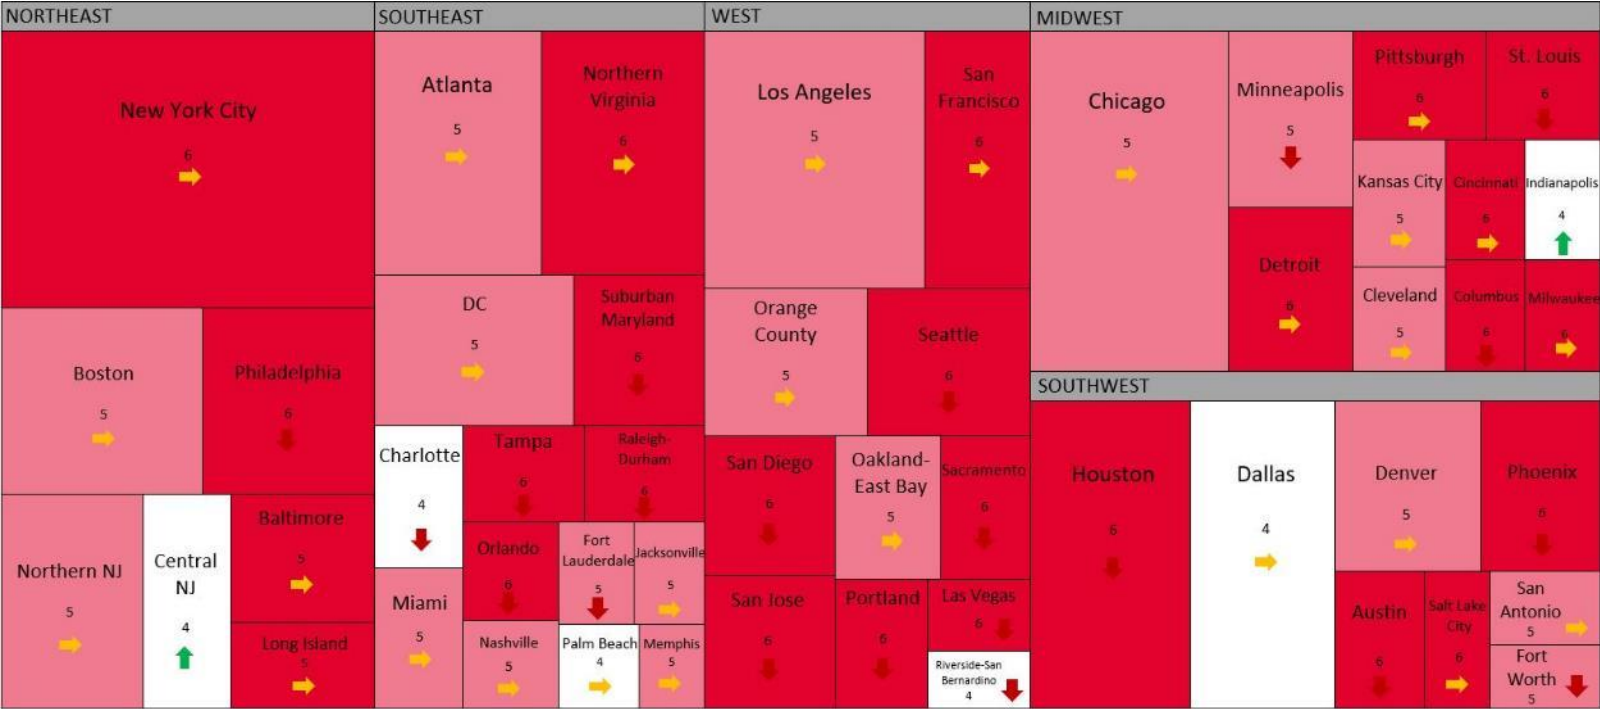 NORTHEAST
New York City
6
Boston
5
Philadelphia
6
Northern NJ
5
Central
NJ
4
Baltimore
5
Long Island
5
SOUTHEAST
Atlanta
5
Northern
Virginia
6
DC
5
Suburban
Maryland
6
Charlotte
4
Tampa
6
Raleigh-
Durham
6
Miami
5
Orlando
6
Fort
Lauderdale
5
Jacksonville
5
Nashville
5
Palm Beach
4
Memphis
5
WEST
Los Angeles
5
San
Francisco
6
Orange
County
5
Seattle
6
San Diego
6
Oakland-
East Bay
5
Sacramento
6
San Jose
6
Portland
6
Las Vegas
6
Riverside-San
Bernardino
4
MIDWEST
Chicago
5
Minneapolis
5
Detroit
6
Pittsburgh
6
St. Louis
6
Kansas City
5
Cincinnati
6
Indianapolis
4
Cleveland
5
Columbus
6
Milwaukee
6
SOUTHWEST
Houston
6
Dallas
4
Denver
5
Phoenix
6
Austin
6
Salt Lake
City
6
San
Antonio
5
Fort
Worth
5